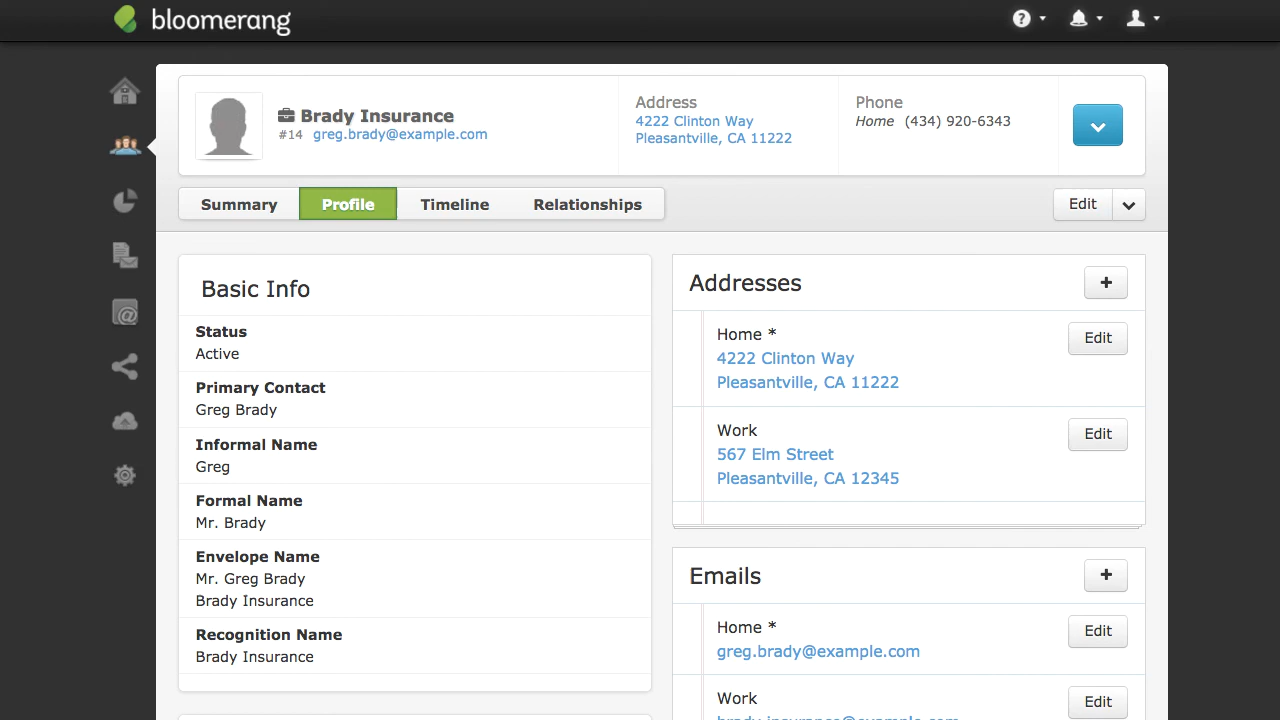 bloomerang
?
Brady Insurance
#14 greg.brady@example.com
Address
4222 Clinton Way
Pleasantville, CA 11222
Phone
Home (434) 920-6343
Summary
Profile
Timeline
Relationships
Edit
Basic Info
Status
Active
Primary Contact
Greg Brady
Informal Name
Greg
Formal Name
Mr. Brady
Envelope Name
Mr. Greg Brady
Brady Insurance
Recognition Name
Brady Insurance
Addresses
+
Home *
4222 Clinton Way
Pleasantville, CA 11222
Edit
Work
567 Elm Street
Pleasantville, CA 12345
Edit
Emails
+
Home *
greg.brady@example.com
Edit
Work
Edit